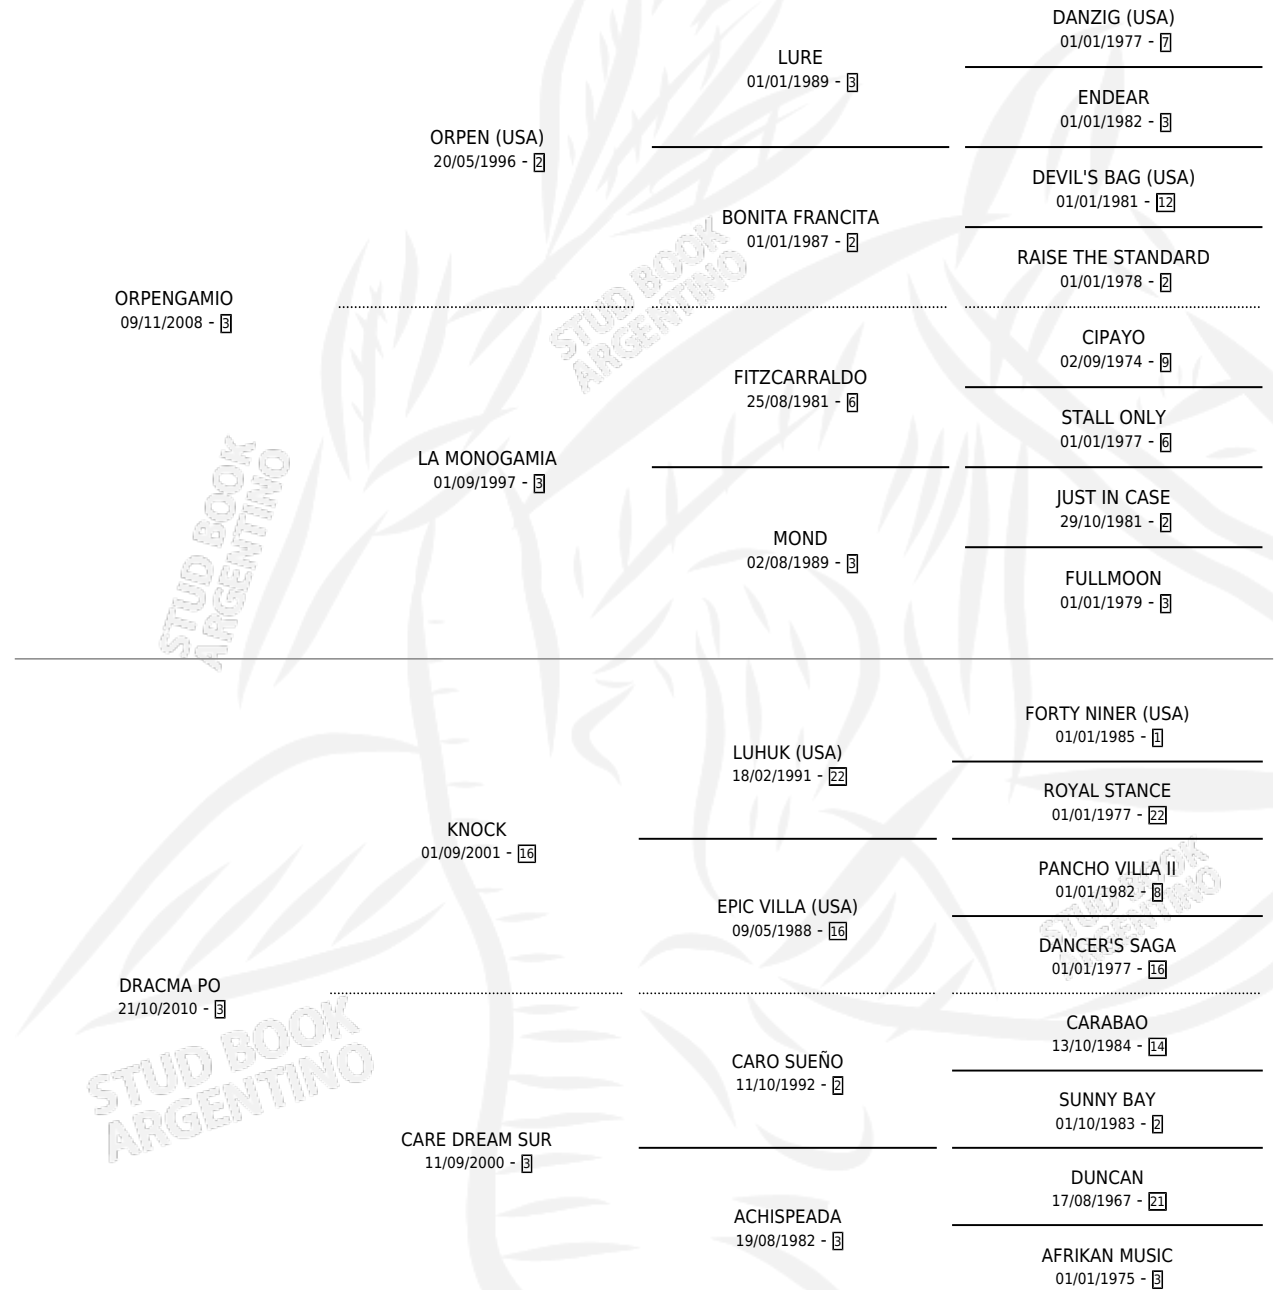 DANZIG (USA)
01/01/1977 - 7
LURE
01/01/1989 - 3
ENDEAR
01/01/1982 - 3
ORPEN (USA)
20/05/1996 - 2
DEVIL'S BAG (USA)
01/01/1981 - 12
BONITA FRANCITA
01/01/1987 - 2
RAISE THE STANDARD
01/01/1978 - 2
ORPENGAMIO
09/11/2008 - 3
CIPAYO
02/09/1974 - 9
FITZCARRALDO
25/08/1981 - 6
STALL ONLY
01/01/1977 - 6
LA MONOGAMIA
01/09/1997 - 3
JUST IN CASE
29/10/1981 - 2
MOND
02/08/1989 - 3
FULLMOON
01/01/1979 - 3
FORTY NINER (USA)
01/01/1985 - 1
LUHUK (USA)
18/02/1991 - 22
ROYAL STANCE
01/01/1977 - 22
KNOCK
01/09/2001 - 16
PANCHO VILLA II
01/01/1982 - 8
EPIC VILLA (USA)
09/05/1988 - 16
DANCER'S SAGA
01/01/1977 - 16
DRACMA PO
21/10/2010 - 3
CARABAO
13/10/1984 - 14
CARO SUEÑO
11/10/1992 - 2
SUNNY BAY
01/10/1983 - 2
CARE DREAM SUR
11/09/2000 - 3
DUNCAN
17/08/1967 - 21
ACHISPEADA
19/08/1982 - 3
AFRIKAN MUSIC
01/01/1975 - 3
STUD BOOK
ARGENTINO
STUD BOOK
ARGENTINO
STUD BOOK
ARGENTINO
STUD BOOK
ARGENTINO